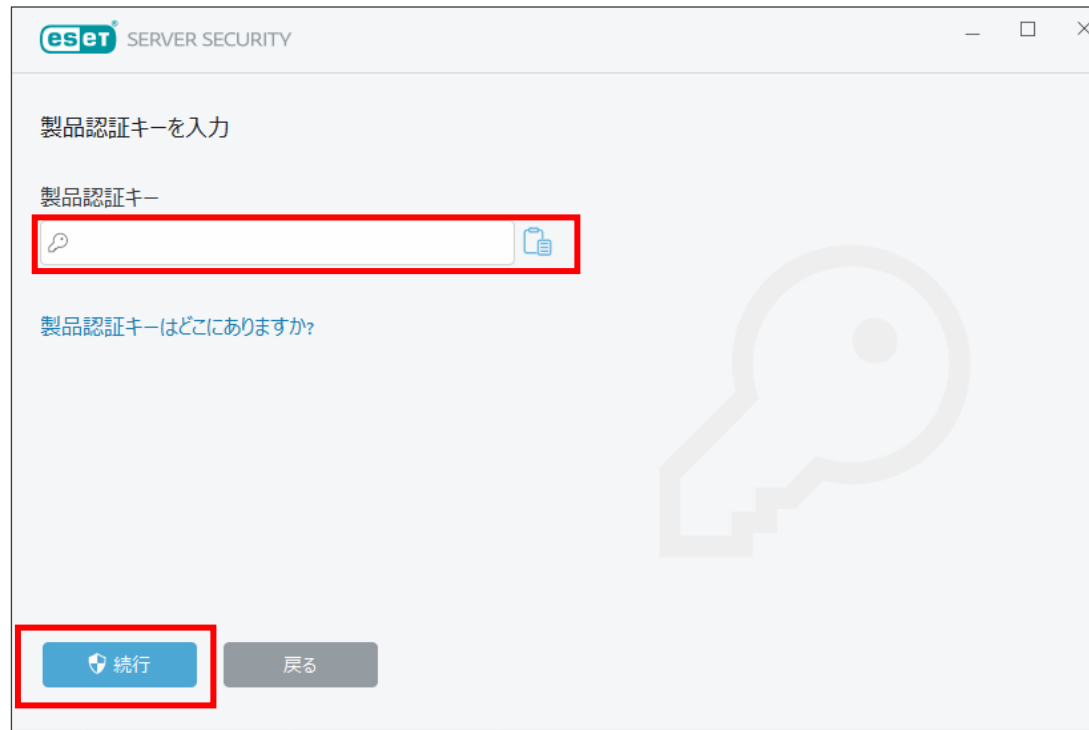 eset® SERVER SECURITY
製品認証キーを入力
製品認証キー
製品認証キーはどこにありますか?
続行
戻る